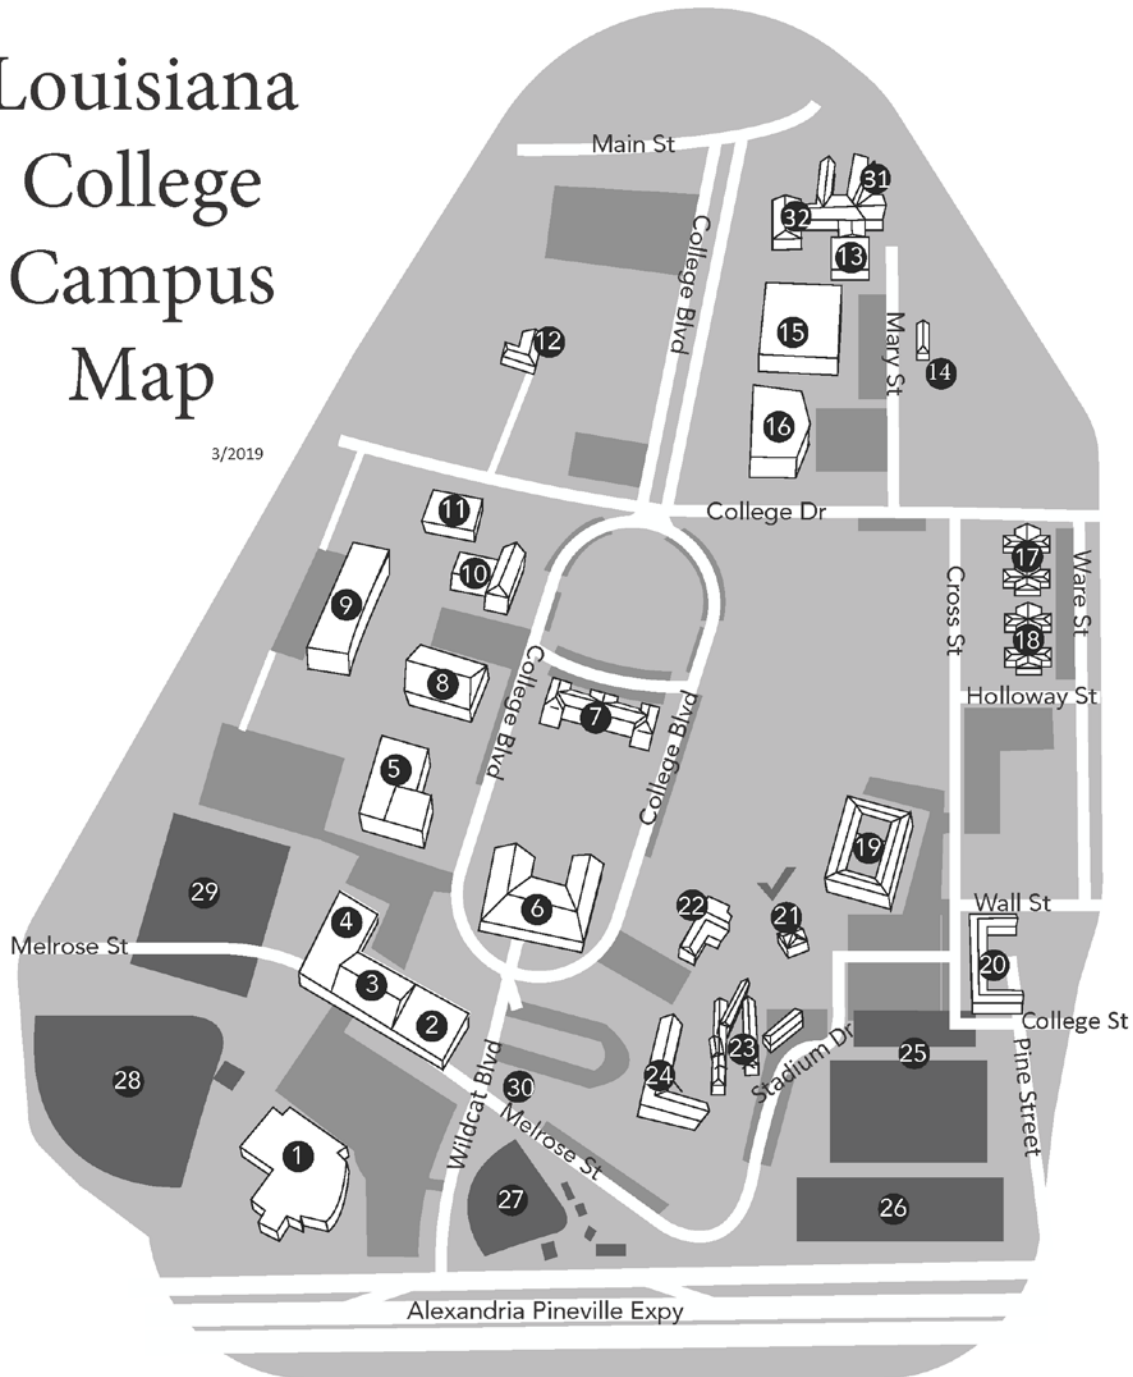 Louisiana
College
Campus
Map
3/2019
Main St
31
32
College Blvd
13
15
Mary St
12
14
16
College Dr
11
17
Ware St
10
Cross St
9
18
8
College Blvd
Holloway St
7
College Blvd
5
19
29
4
6
22
21
Wall St
Melrose St
3
20
2
College St
23
25
Stadium Dr
28
30
24
Pine Street
Wildcat Blvd
Melrose St
1
27
26
Alexandria Pineville Expy